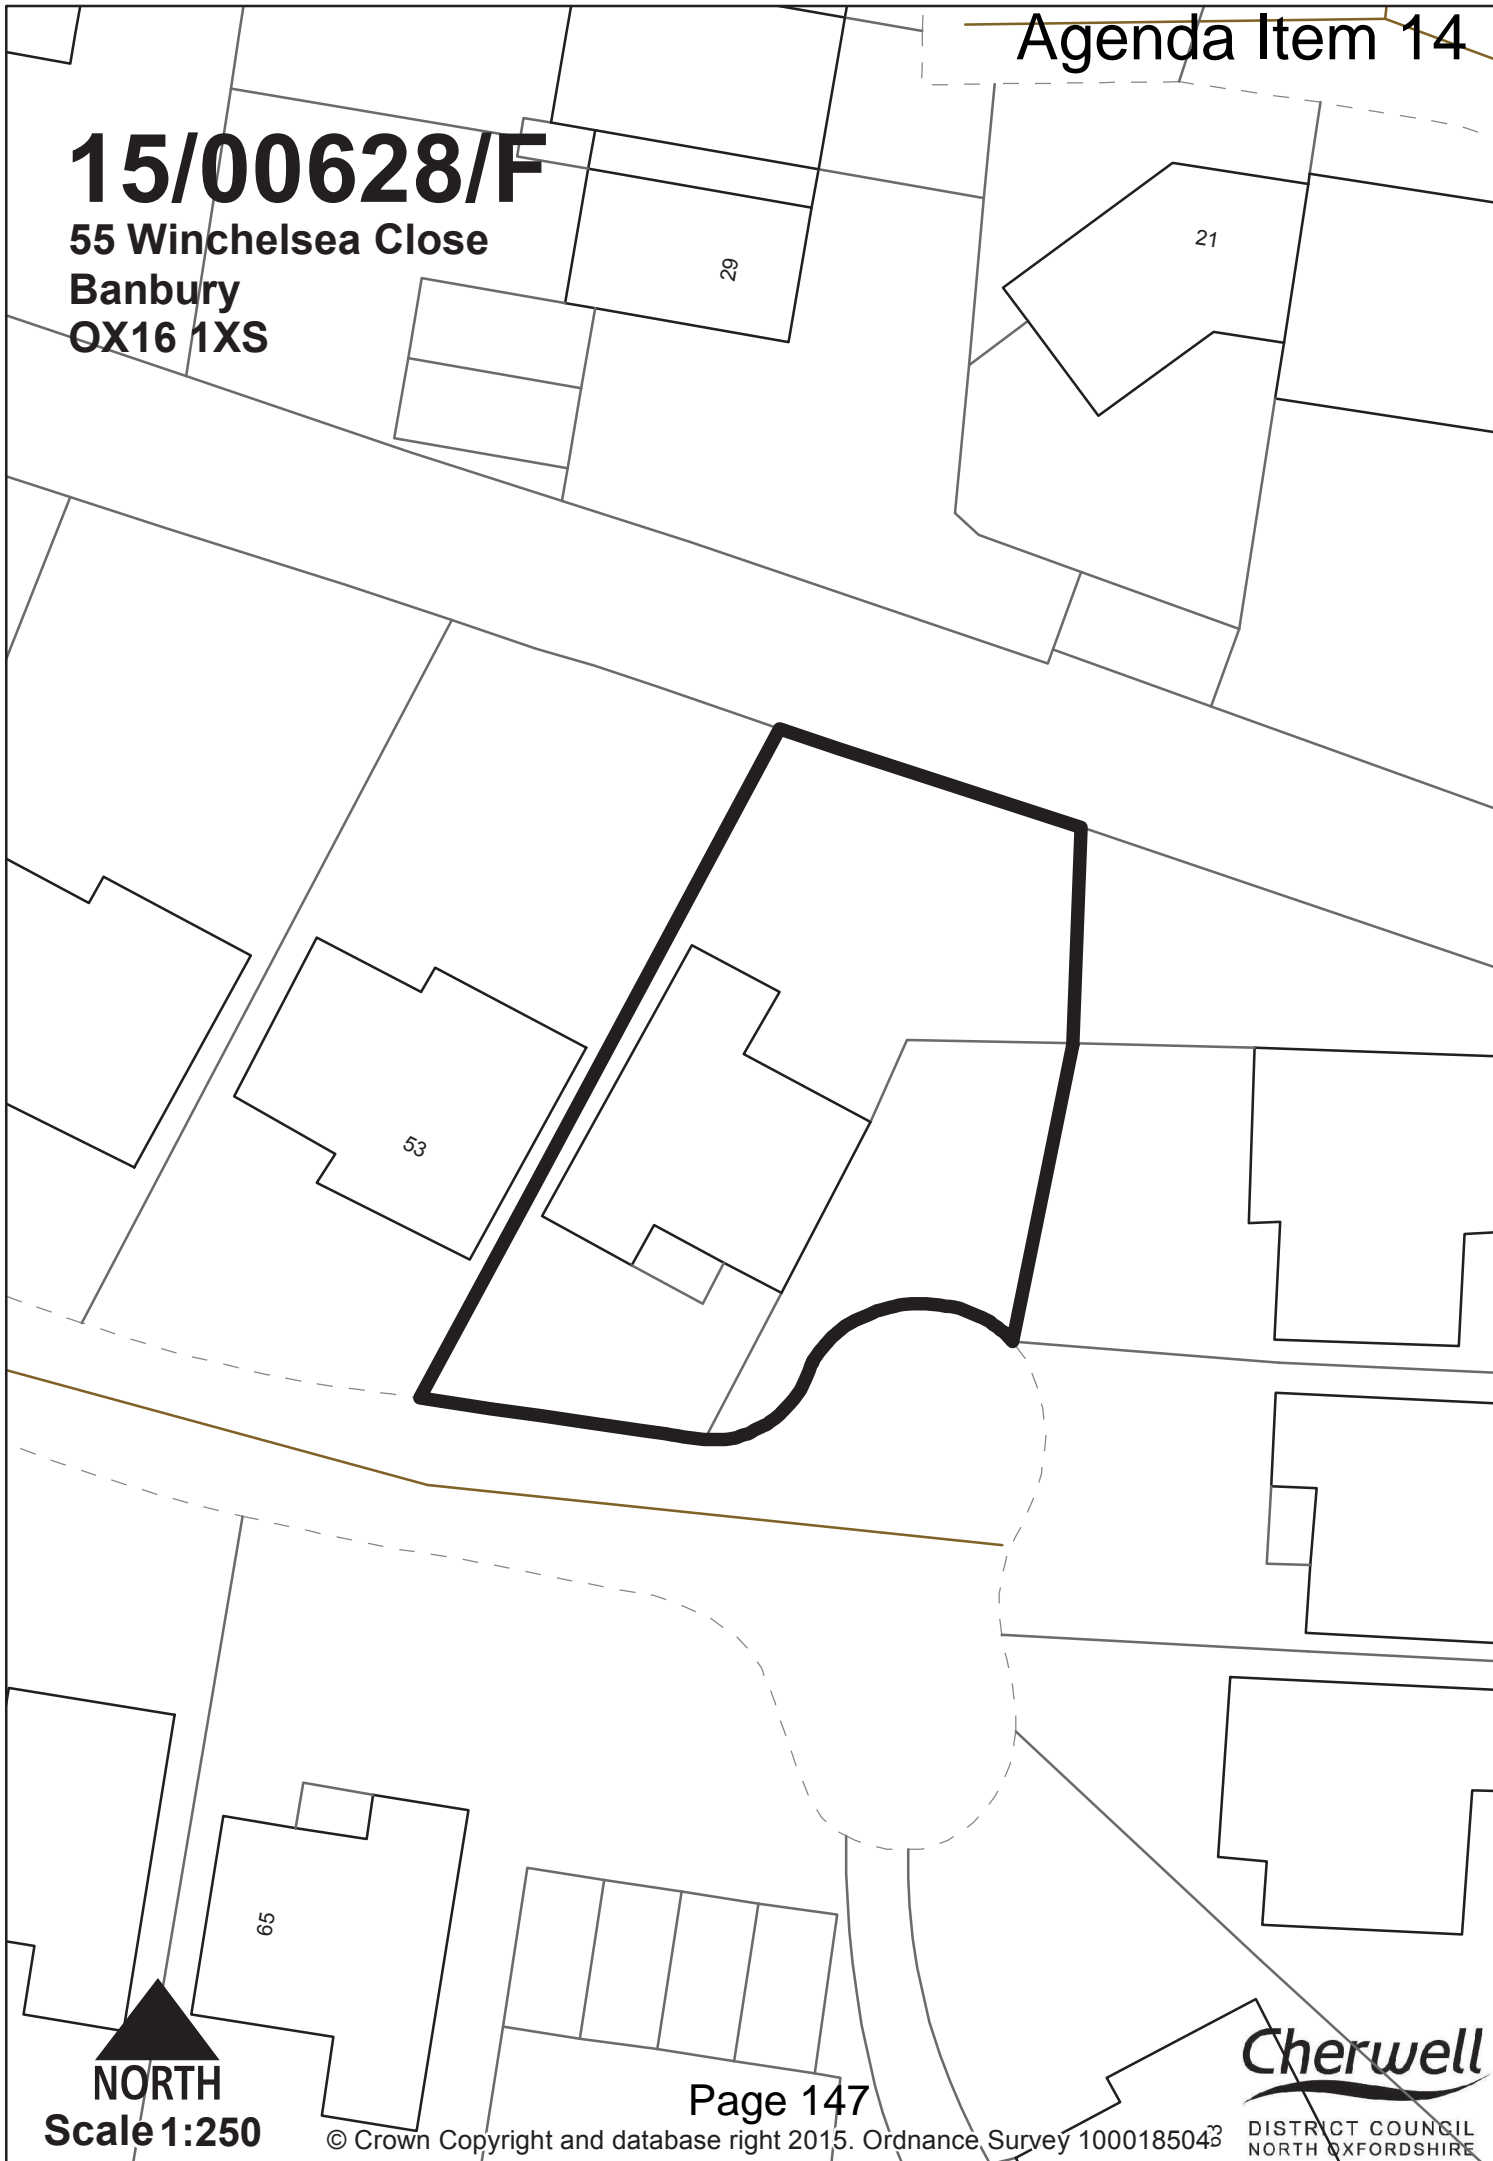 Agenda Item 14
15/00628/F
55 Winchelsea Close
Banbury
OX16 1XS
29
21
53
65
NORTH
Scale 1:250
Page 147
© Crown Copyright and database right 2015. Ordnance Survey 100018504
63
Cherwell
DISTRICT COUNCIL
NORTH OXFORDSHIRE